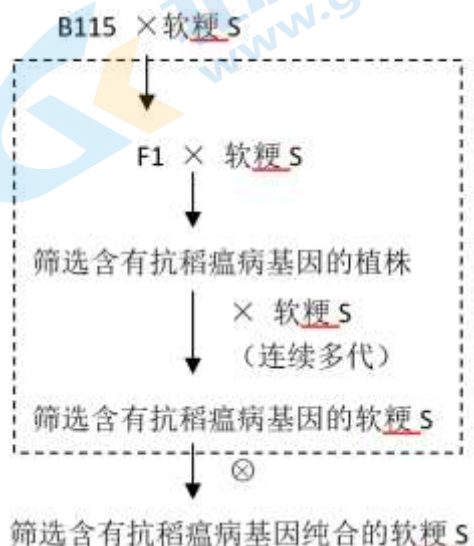 B115 ×软粳 S
F1 × 软粳 S
筛选含有抗稻瘟病基因的植株
× 软粳 S
（连续多代）
筛选含有抗稻瘟病基因的软粳 S
⊗
筛选含有抗稻瘟病基因纯合的软粳 S